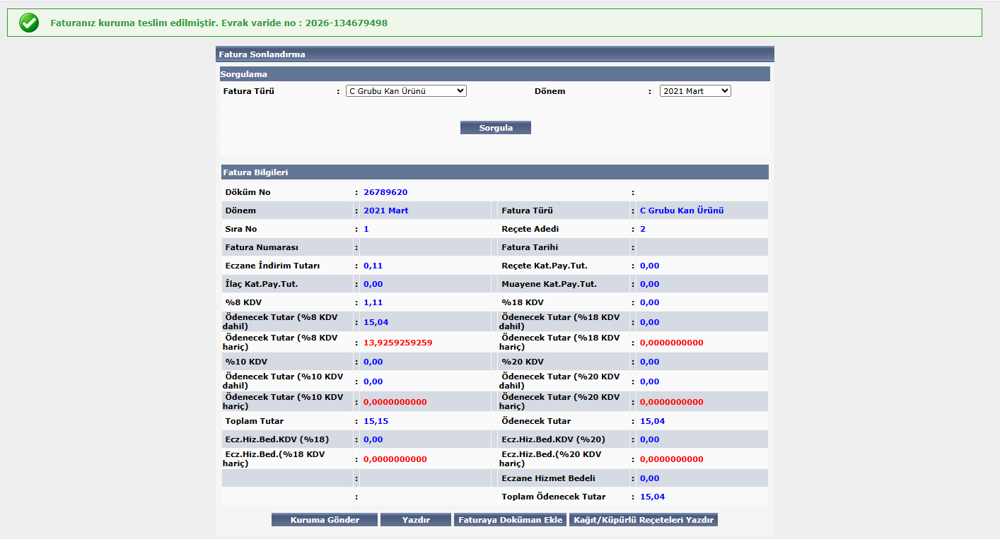 Faturanız kuruma teslim edilmiştir. Evrak varide no : 2026-134679498
Fatura Sonlandırma
Sorgulama
Fatura Türü : C Grubu Kan Ürünü Dönem : 2021 Mart
Sorgula
Fatura Bilgileri
Döküm No : 26789620 :
Dönem : 2021 Mart Fatura Türü : C Grubu Kan Ürünü
Sıra No : 1 Reçete Adedi : 2
Fatura Numarası : Fatura Tarihi :
Eczane İndirim Tutarı : 0,11 Reçete Kat.Pay.Tut. : 0,00
İlaç Kat.Pay.Tut. : 0,00 Muayene Kat.Pay.Tut. : 0,00
%8 KDV : 1,11 %18 KDV : 0,00
Ödenecek Tutar (%8 KDV dahil) : 15,04 Ödenecek Tutar (%18 KDV dahil) : 0,00
Ödenecek Tutar (%8 KDV hariç) : 13,9259259259 Ödenecek Tutar (%18 KDV hariç) : 0,0000000000
%10 KDV : 0,00 %20 KDV : 0,00
Ödenecek Tutar (%10 KDV dahil) : 0,00 Ödenecek Tutar (%20 KDV dahil) : 0,00
Ödenecek Tutar (%10 KDV hariç) : 0,0000000000 Ödenecek Tutar (%20 KDV hariç) : 0,0000000000
Toplam Tutar : 15,15 Ödenecek Tutar : 15,04
Ecz.Hiz.Bed.KDV (%18) : 0,00 Ecz.Hiz.Bed.KDV (%20) : 0,00
Ecz.Hiz.Bed.(%18 KDV hariç) : 0,0000000000 Ecz.Hiz.Bed.(%20 KDV hariç) : 0,0000000000
: Eczane Hizmet Bedeli : 0,00
: Toplam Ödenecek Tutar : 15,04
Kuruma Gönder Yazdır Faturaya Doküman Ekle Kağıt/Küpürlü Reçeteleri Yazdır